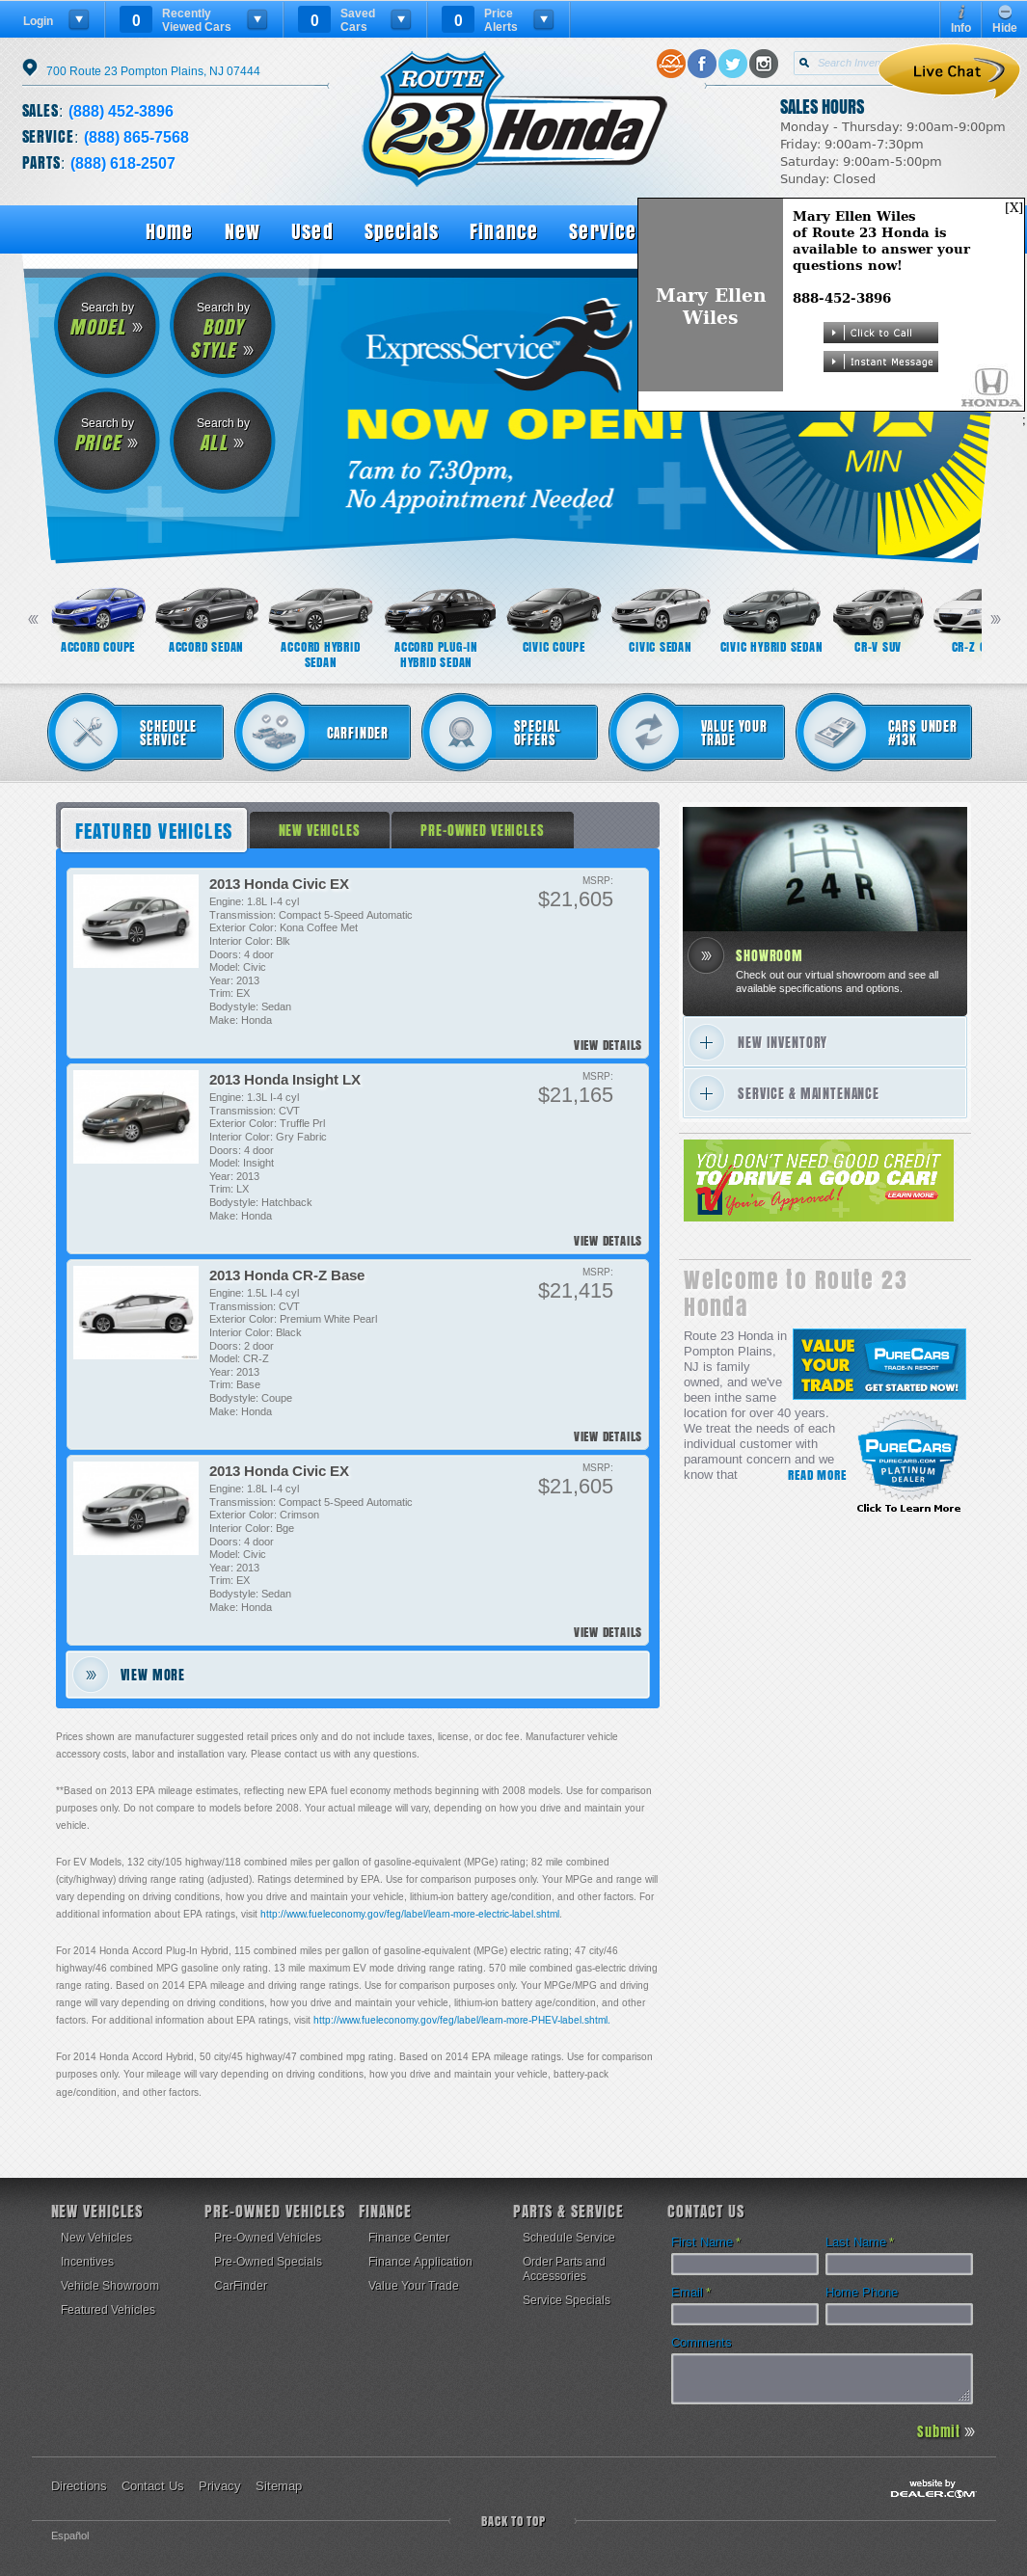 Login
0
Recently
Viewed Cars
0
Saved
Cars
0
Price
Alerts
Info
Hide
700 Route 23 Pompton Plains, NJ 07444
SALES: (888) 452-3896
SERVICE: (888) 865-7568
PARTS: (888) 618-2507
ROUTE
23 Honda
Live Chat
SALES HOURS
Monday - Thursday: 9:00am-9:00pm
Friday: 9:00am-7:30pm
Saturday: 9:00am-5:00pm
Sunday: Closed
Home
New
Used
Specials
Finance
Service
[X]
Mary Ellen
Wiles
Mary Ellen Wiles
of Route 23 Honda is
available to answer your
questions now!
888-452-3896
Click to Call
Instant Message
HONDA
;
Search by
MODEL
Search by
BODY
STYLE
Search by
PRICE
Search by
ALL
ExpressService
NOW OPEN!
7am to 7:30pm,
No Appointment Needed
MIN
ACCORD COUPE
ACCORD SEDAN
ACCORD HYBRID
SEDAN
ACCORD PLUG-IN
HYBRID SEDAN
CIVIC COUPE
CIVIC SEDAN
CIVIC HYBRID SEDAN
CR-V SUV
CR-Z
SCHEDULE
SERVICE
CARFINDER
SPECIAL
OFFERS
VALUE YOUR
TRADE
CARS UNDER
#13K
FEATURED VEHICLES
NEW VEHICLES
PRE-OWNED VEHICLES
2013 Honda Civic EX
MSRP:
$21,605
Engine: 1.8L I-4 cyl
Transmission: Compact 5-Speed Automatic
Exterior Color: Kona Coffee Met
Interior Color: Blk
Doors: 4 door
Model: Civic
Year: 2013
Trim: EX
Bodystyle: Sedan
Make: Honda
VIEW DETAILS
2013 Honda Insight LX
MSRP:
$21,165
Engine: 1.3L I-4 cyl
Transmission: CVT
Exterior Color: Truffle Prl
Interior Color: Gry Fabric
Doors: 4 door
Model: Insight
Year: 2013
Trim: LX
Bodystyle: Hatchback
Make: Honda
VIEW DETAILS
2013 Honda CR-Z Base
MSRP:
$21,415
Engine: 1.5L I-4 cyl
Transmission: CVT
Exterior Color: Premium White Pearl
Interior Color: Black
Doors: 2 door
Model: CR-Z
Year: 2013
Trim: Base
Bodystyle: Coupe
Make: Honda
VIEW DETAILS
2013 Honda Civic EX
MSRP:
$21,605
Engine: 1.8L I-4 cyl
Transmission: Compact 5-Speed Automatic
Exterior Color: Crimson
Interior Color: Bge
Doors: 4 door
Model: Civic
Year: 2013
Trim: EX
Bodystyle: Sedan
Make: Honda
VIEW DETAILS
VIEW MORE
1 3 5
2 4 R
SHOWROOM
Check out our virtual showroom and see all
available specifications and options.
NEW INVENTORY
SERVICE & MAINTENANCE
YOU DON'T NEED GOOD CREDIT
TO DRIVE A GOOD CAR!
You're Approved!
LEARN MORE
Welcome to Route 23
Honda
Route 23 Honda in
Pompton Plains,
NJ is family
owned, and we've
been inthe same
location for over 40 years.
We treat the needs of each
individual customer with
paramount concern and we
know that
READ MORE
VALUE
YOUR
TRADE
PURECARS
TRADE-IN REPORT
GET STARTED NOW!
PURECARS
PURECARS.COM
PLATINUM
DEALER
Click To Learn More
Prices shown are manufacturer suggested retail prices only and do not include taxes, license, or doc fee. Manufacturer vehicle
accessory costs, labor and installation vary. Please contact us with any questions.
**Based on 2013 EPA mileage estimates, reflecting new EPA fuel economy methods beginning with 2008 models. Use for comparison
purposes only. Do not compare to models before 2008. Your actual mileage will vary, depending on how you drive and maintain your
vehicle.
For EV Models, 132 city/105 highway/118 combined miles per gallon of gasoline-equivalent (MPGe) rating; 82 mile combined
(city/highway) driving range rating (adjusted). Ratings determined by EPA. Use for comparison purposes only. Your MPGe and range will
vary depending on driving conditions, how you drive and maintain your vehicle, lithium-ion battery age/condition, and other factors. For
additional information about EPA ratings, visit http://www.fueleconomy.gov/feg/label/learn-more-electric-label.shtml.
For 2014 Honda Accord Plug-In Hybrid, 115 combined miles per gallon of gasoline-equivalent (MPGe) electric rating; 47 city/46
highway/46 combined MPG gasoline only rating. 13 mile maximum EV mode driving range rating. 570 mile combined gas-electric driving
range rating. Based on 2014 EPA mileage and driving range ratings. Use for comparison purposes only. Your MPGe/MPG and driving
range will vary depending on driving conditions, how you drive and maintain your vehicle, lithium-ion battery age/condition, and other
factors. For additional information about EPA ratings, visit http://www.fueleconomy.gov/feg/label/learn-more-PHEV-label.shtml.
For 2014 Honda Accord Hybrid, 50 city/45 highway/47 combined mpg rating. Based on 2014 EPA mileage ratings. Use for comparison
purposes only. Your mileage will vary depending on driving conditions, how you drive and maintain your vehicle, battery-pack
age/condition, and other factors.
NEW VEHICLES
New Vehicles
Incentives
Vehicle Showroom
Featured Vehicles
PRE-OWNED VEHICLES
Pre-Owned Vehicles
Pre-Owned Specials
CarFinder
FINANCE
Finance Center
Finance Application
Value Your Trade
PARTS & SERVICE
Schedule Service
Order Parts and
Accessories
Service Specials
CONTACT US
First Name *
Last Name *
Email *
Home Phone
Comments
Submit
Directions
Contact Us
Privacy
Sitemap
website by
DEALER.COM
BACK TO TOP
Español